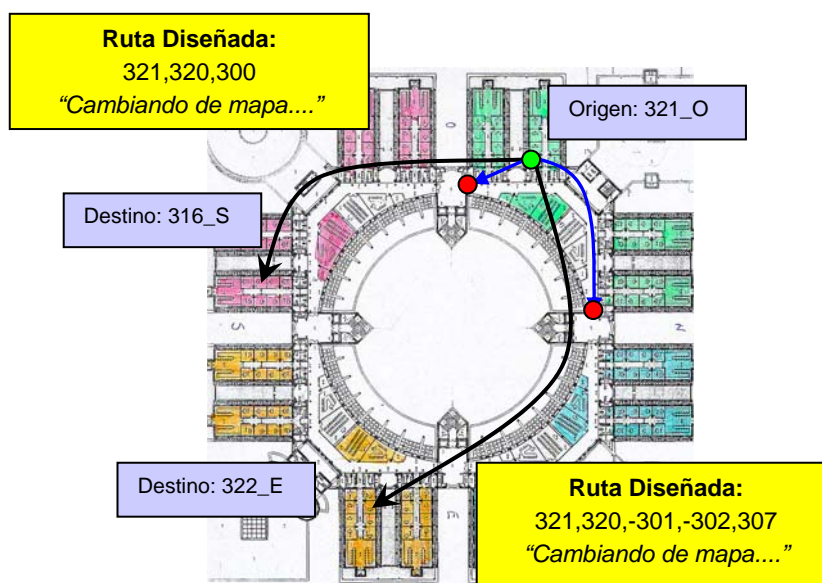 Ruta Diseñada:
321,320,300
“Cambiando de mapa....”
Origen: 321_O
O
Destino: 316_S
S
N
Destino: 322_E
E
Ruta Diseñada:
321,320,-301,-302,307
“Cambiando de mapa....”